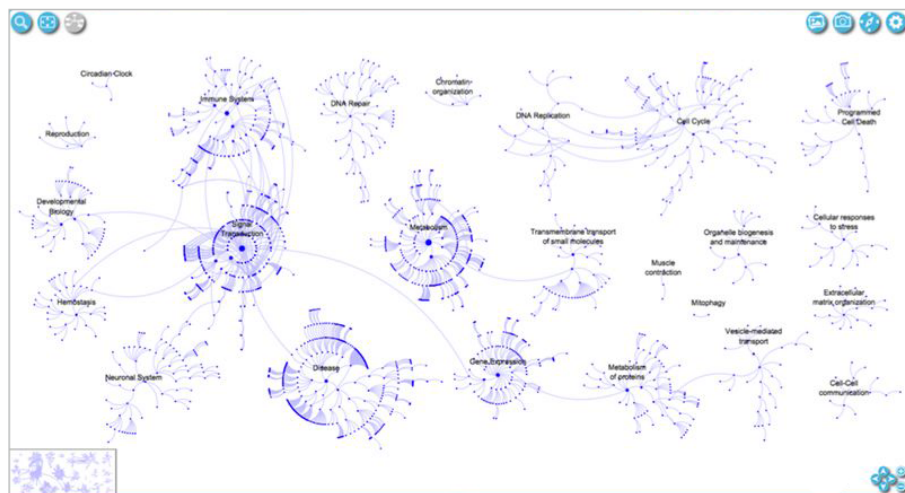 Circadian Clock
Immune System
DNA Repair
Chromatin
organization
DNA Replication
Cell Cycle
Programmed
Cell Death
Reproduction
Developmental
Biology
Signal
Transduction
Metabolism
Transmembrane transport
of small molecules
Organelle biogenesis
and maintenance
Cellular responses
to stress
Muscle
contraction
Hemostasis
Mitophagy
Extracellular
matrix organization
Vesicle-mediated
transport
Neuronal System
Disease
Gene Expression
Metabolism
of proteins
Cell-Cell
communication